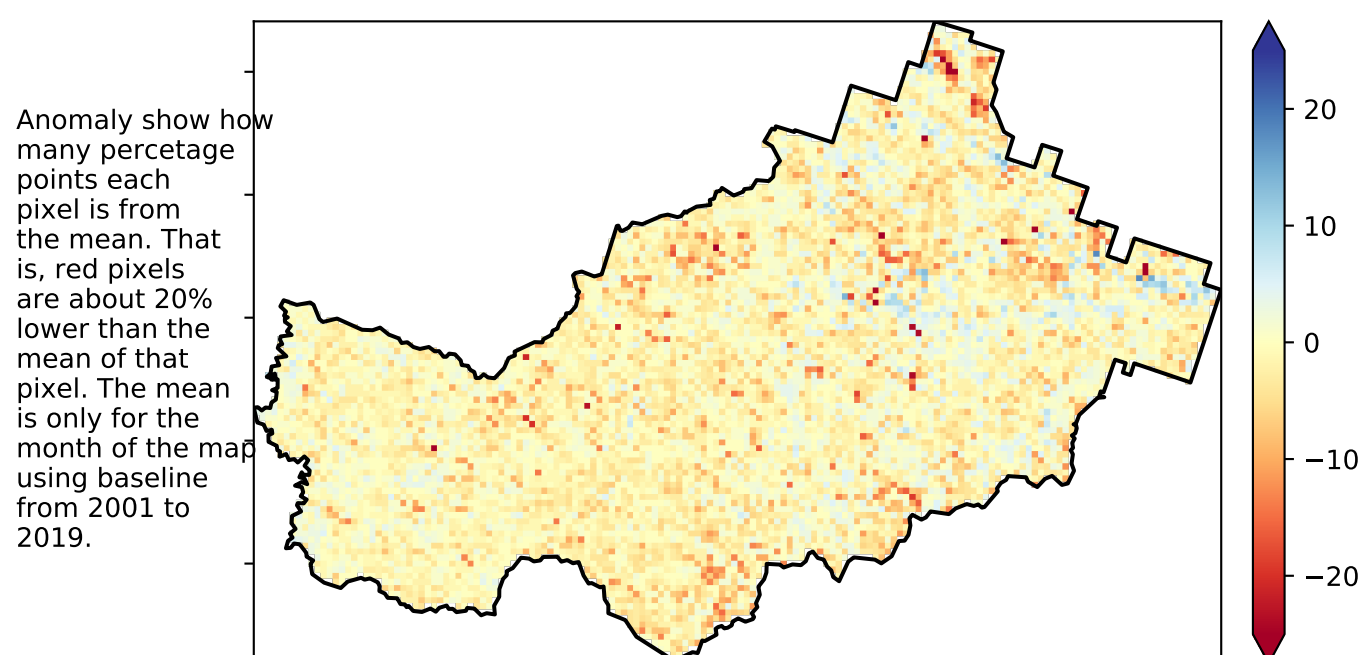 Anomaly show how
many percetage
points each
pixel is from
the mean. That
is, red pixels
are about 20%
lower than the
mean of that
pixel. The mean
is only for the
month of the map
using baseline
from 2001 to
2019.
20
10
0
−10
−20